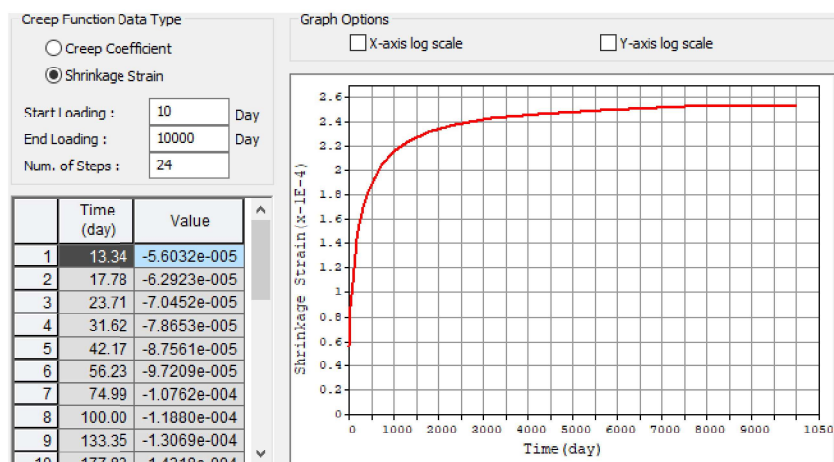 Creep Function Data Type
Creep Coefficient
Shrinkage Strain
Start Loading :
10
Day
End Loading :
10000
Day
Num. of Steps :
24
Time (day)
Value
1 13.34 -5.6032e-005
2 17.78 -6.2923e-005
3 23.71 -7.0452e-005
4 31.62 -7.8653e-005
5 42.17 -8.7561e-005
6 56.23 -9.7209e-005
7 74.99 -1.0762e-004
8 100.00 -1.1880e-004
9 133.35 -1.3069e-004
Graph Options
X-axis log scale
Y-axis log scale
Shrinkage Strain(x-1E-4)
2.6
2.4
2.2
2
1.8
1.6
1.4
1.2
1
0.8
0.6
0.4
0.2
0
0 1000 2000 3000 4000 5000 6000 7000 8000 9000 1050
Time(day)